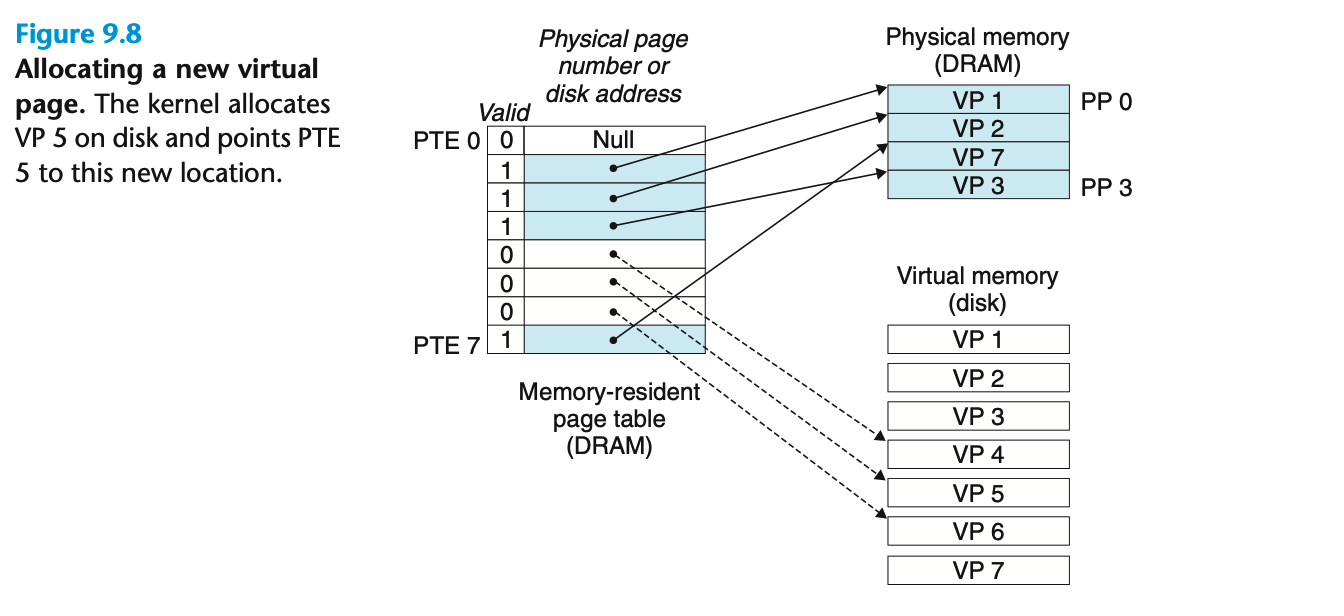 Figure 9.8
Allocating a new virtual
page. The kernel allocates
VP 5 on disk and points PTE
5 to this new location.
Physical page
number or
disk address
Valid
PTE 0 0 Null
1
1
1
0
0
0
PTE 7 1
Memory-resident
page table
(DRAM)
Physical memory
(DRAM)
VP 1 PP 0
VP 2
VP 7
VP 3 PP 3
Virtual memory
(disk)
VP 1
VP 2
VP 3
VP 4
VP 5
VP 6
VP 7